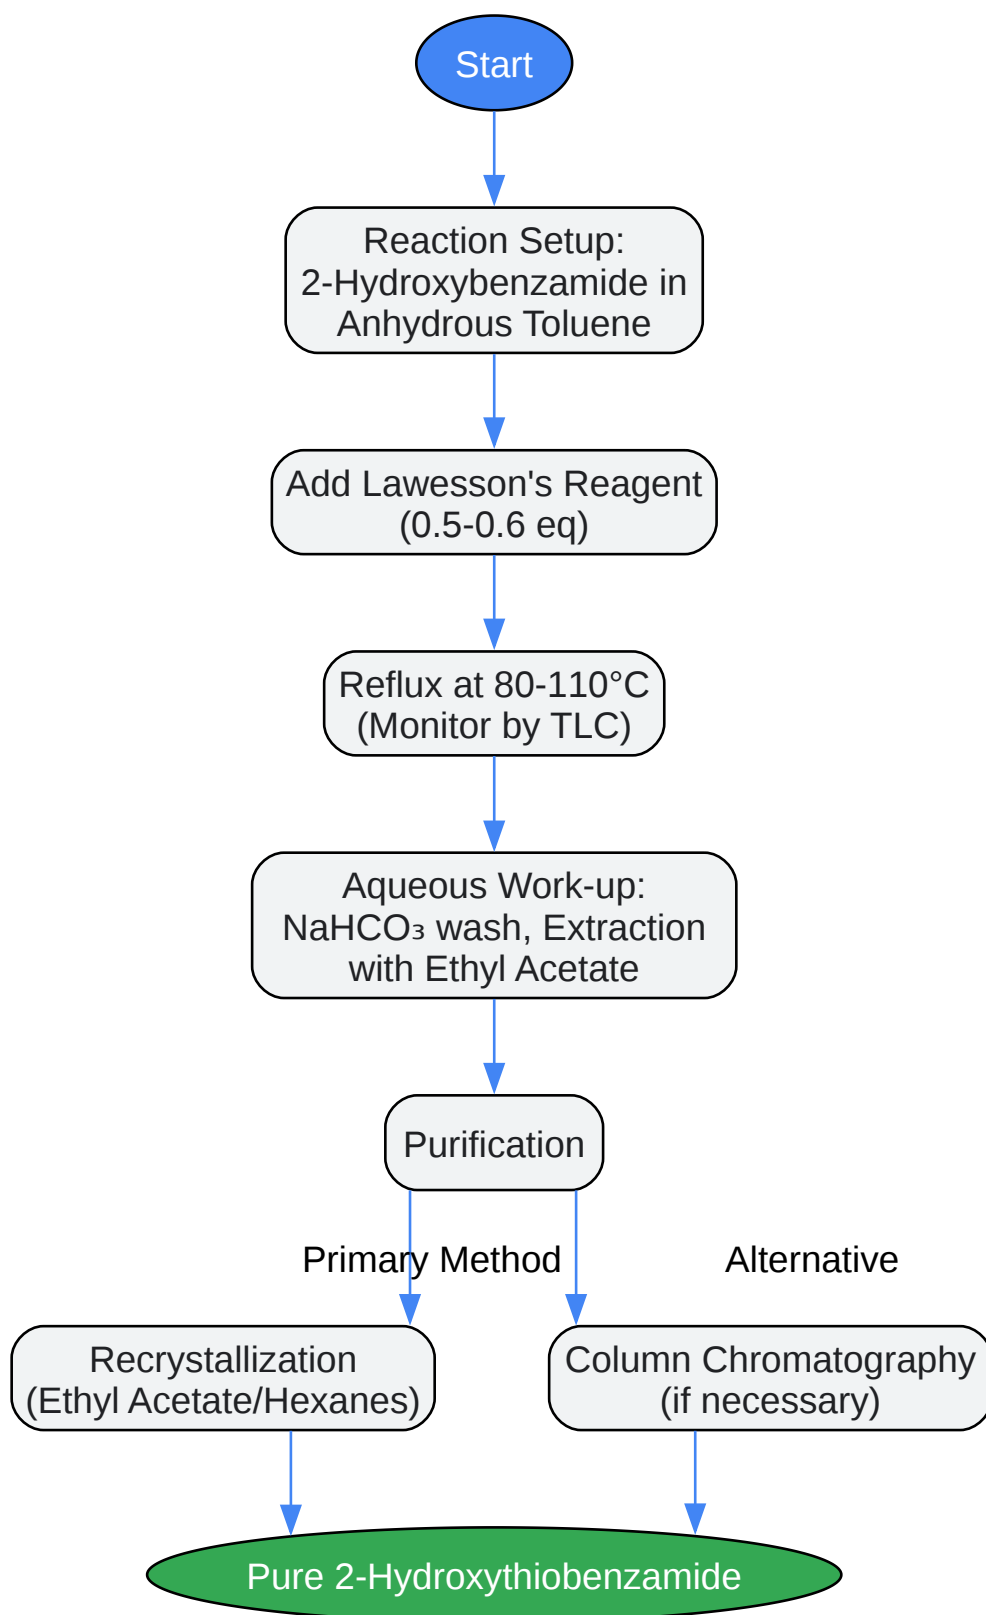 Start
Reaction Setup:
2-Hydroxybenzamide in
Anhydrous Toluene
Add Lawesson's Reagent
(0.5-0.6 eq)
Reflux at 80-110°C
(Monitor by TLC)
Aqueous Work-up:
NaHCO₃ wash, Extraction
with Ethyl Acetate
Purification
Primary Method
Alternative
Recrystallization
(Ethyl Acetate/Hexanes)
Column Chromatography
(if necessary)
Pure 2-Hydroxythiobenzamide